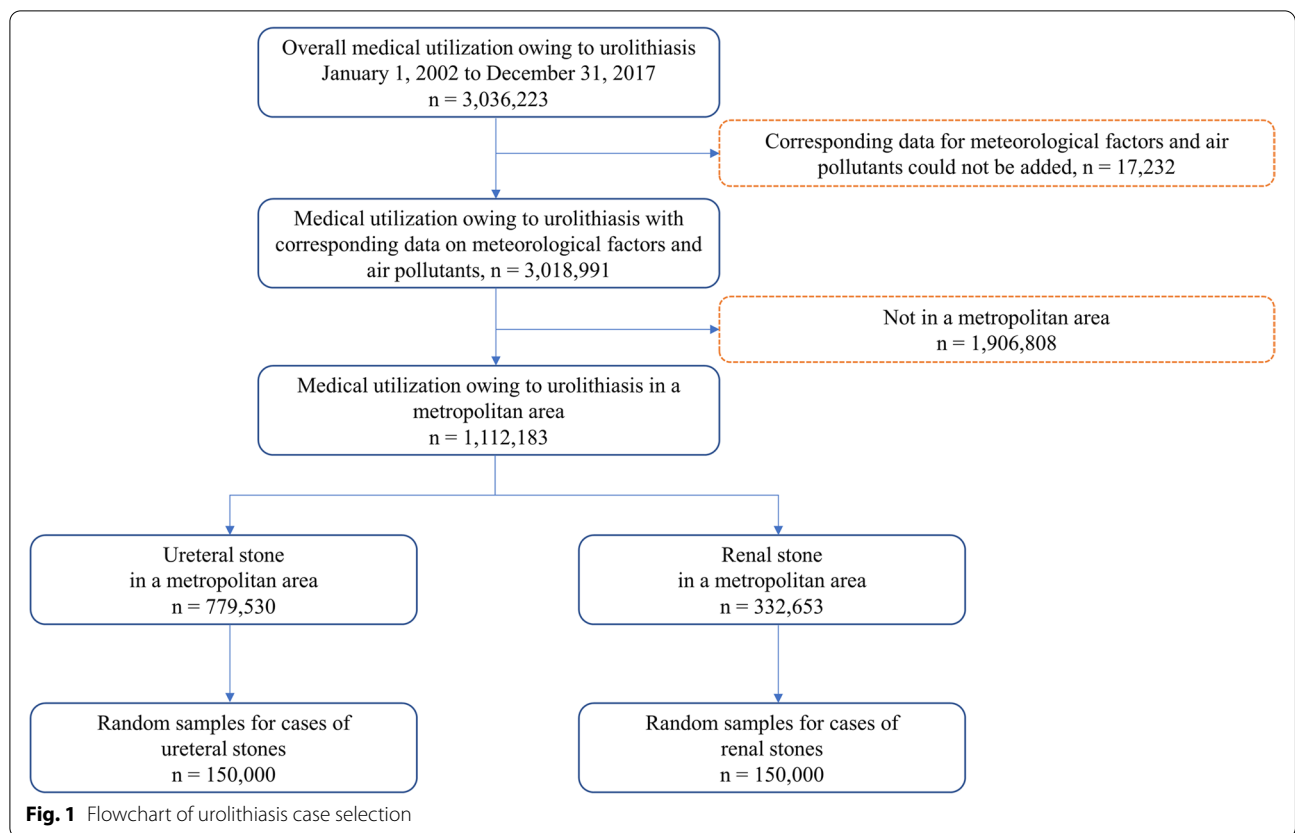 Overall medical utilization owing to urolithiasis
January 1, 2002 to December 31, 2017
n = 3,036,223
Corresponding data for meteorological factors and air
pollutants could not be added, n = 17,232
Medical utilization owing to urolithiasis with
corresponding data on meteorological factors and
air pollutants, n = 3,018,991
Not in a metropolitan area
n = 1,906,808
Medical utilization owing to urolithiasis in a
metropolitan area
n = 1,112,183
Ureteral stone
in a metropolitan area
n = 779,530
Renal stone
in a metropolitan area
n = 332,653
Random samples for cases of
ureteral stones
n = 150,000
Random samples for cases of
renal stones
n = 150,000
Fig. 1 Flowchart of urolithiasis case selection